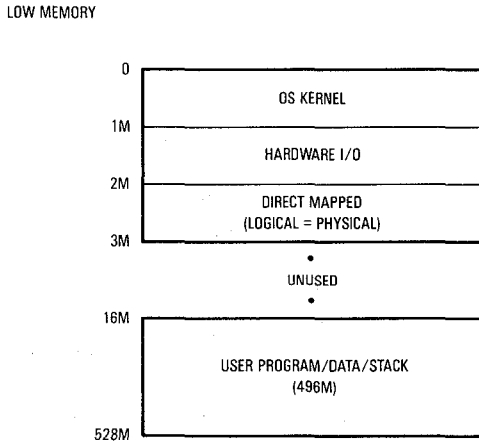 LOW MEMORY
0
OS KERNEL
1M
HARDWARE I/O
2M
DIRECT MAPPED
(LOGICAL = PHYSICAL)
3M
UNUSED
16M
USER PROGRAM/DATA/STACK
(496M)
528M